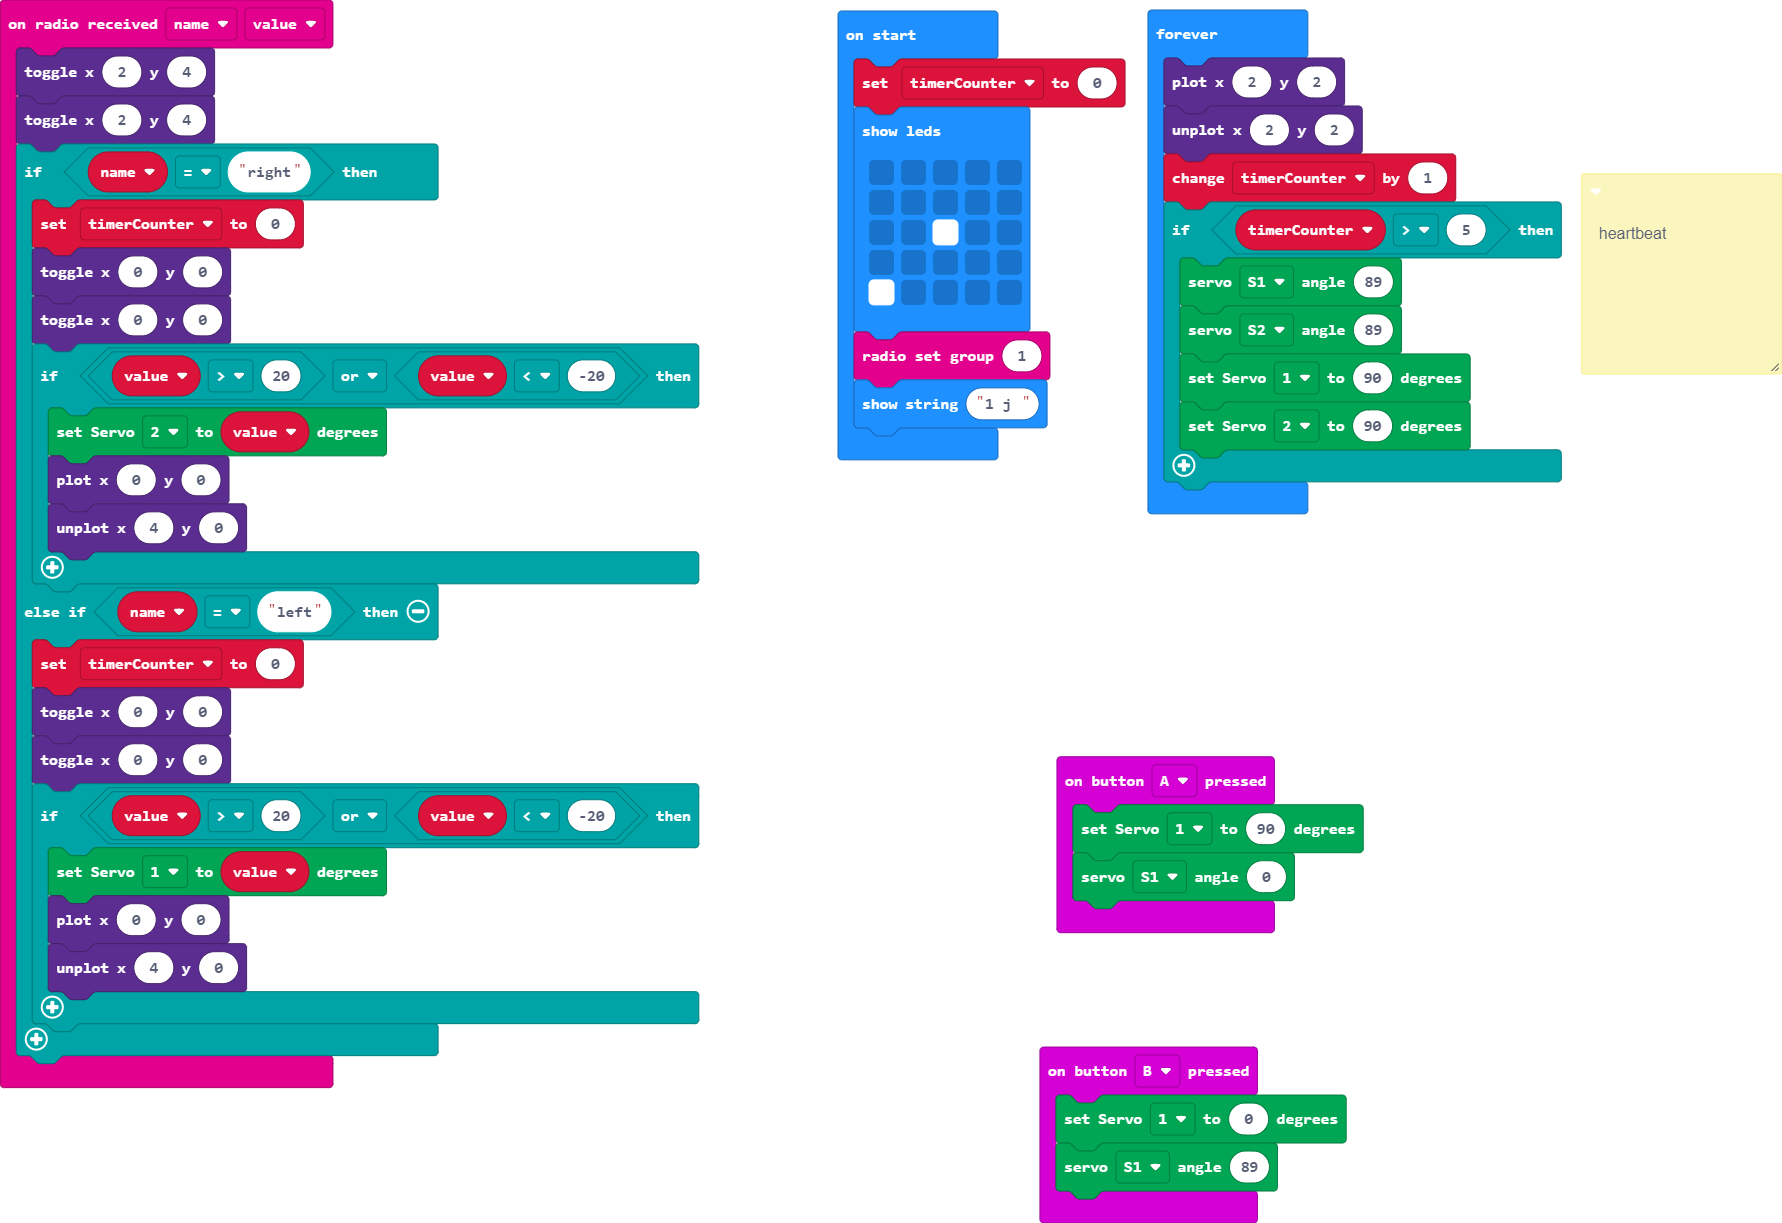 on radio received name value
toggle x 2 y 4
toggle x 2 y 4
if name = "right" then
set timerCounter to 0
toggle x 0 y 0
toggle x 0 y 0
if value > 20 or value < -20 then
set Servo 2 to value degrees
plot x 0 y 0
unplot x 4 y 0
else if name = "left" then
set timerCounter to 0
toggle x 0 y 0
toggle x 0 y 0
if value > 20 or value < -20 then
set Servo 1 to value degrees
plot x 0 y 0
unplot x 4 y 0
on start
set timerCounter to 0
show leds
radio set group 1
show string "1 j "
forever
plot x 2 y 2
unplot x 2 y 2
change timerCounter by 1
if timerCounter > 5 then
servo S1 angle 89
servo S2 angle 89
set Servo 1 to 90 degrees
set Servo 2 to 90 degrees
heartbeat
on button A pressed
set Servo 1 to 90 degrees
servo S1 angle 0
on button B pressed
set Servo 1 to 0 degrees
servo S1 angle 89